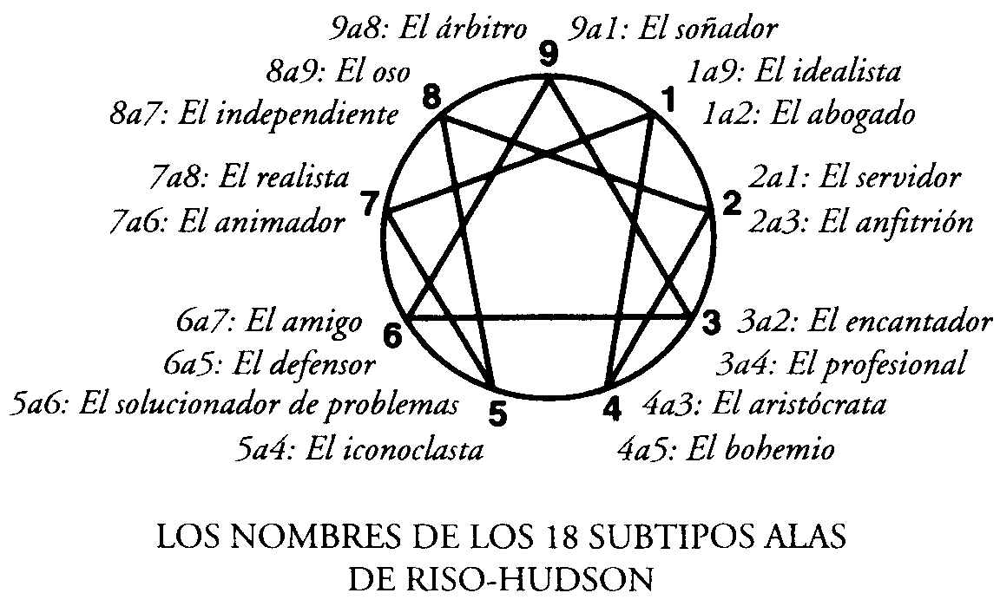 9a8: El árbitro
9a1: El soñador
9
8a9: El oso
1a9: El idealista
8
1
8a7: El independiente
1a2: El abogado
7a8: El realista
2a1: El servidor
7
2
7a6: El animador
2a3: El anfitrión
6a7: El amigo
6
3
3a2: El encantador
6a5: El defensor
3a4: El profesional
5a6: El solucionador de problemas
5
4
4a3: El aristócrata
5a4: El iconoclasta
4a5: El bohemio
LOS NOMBRES DE LOS 18 SUBTIPOS ALAS
DE RISO-HUDSON